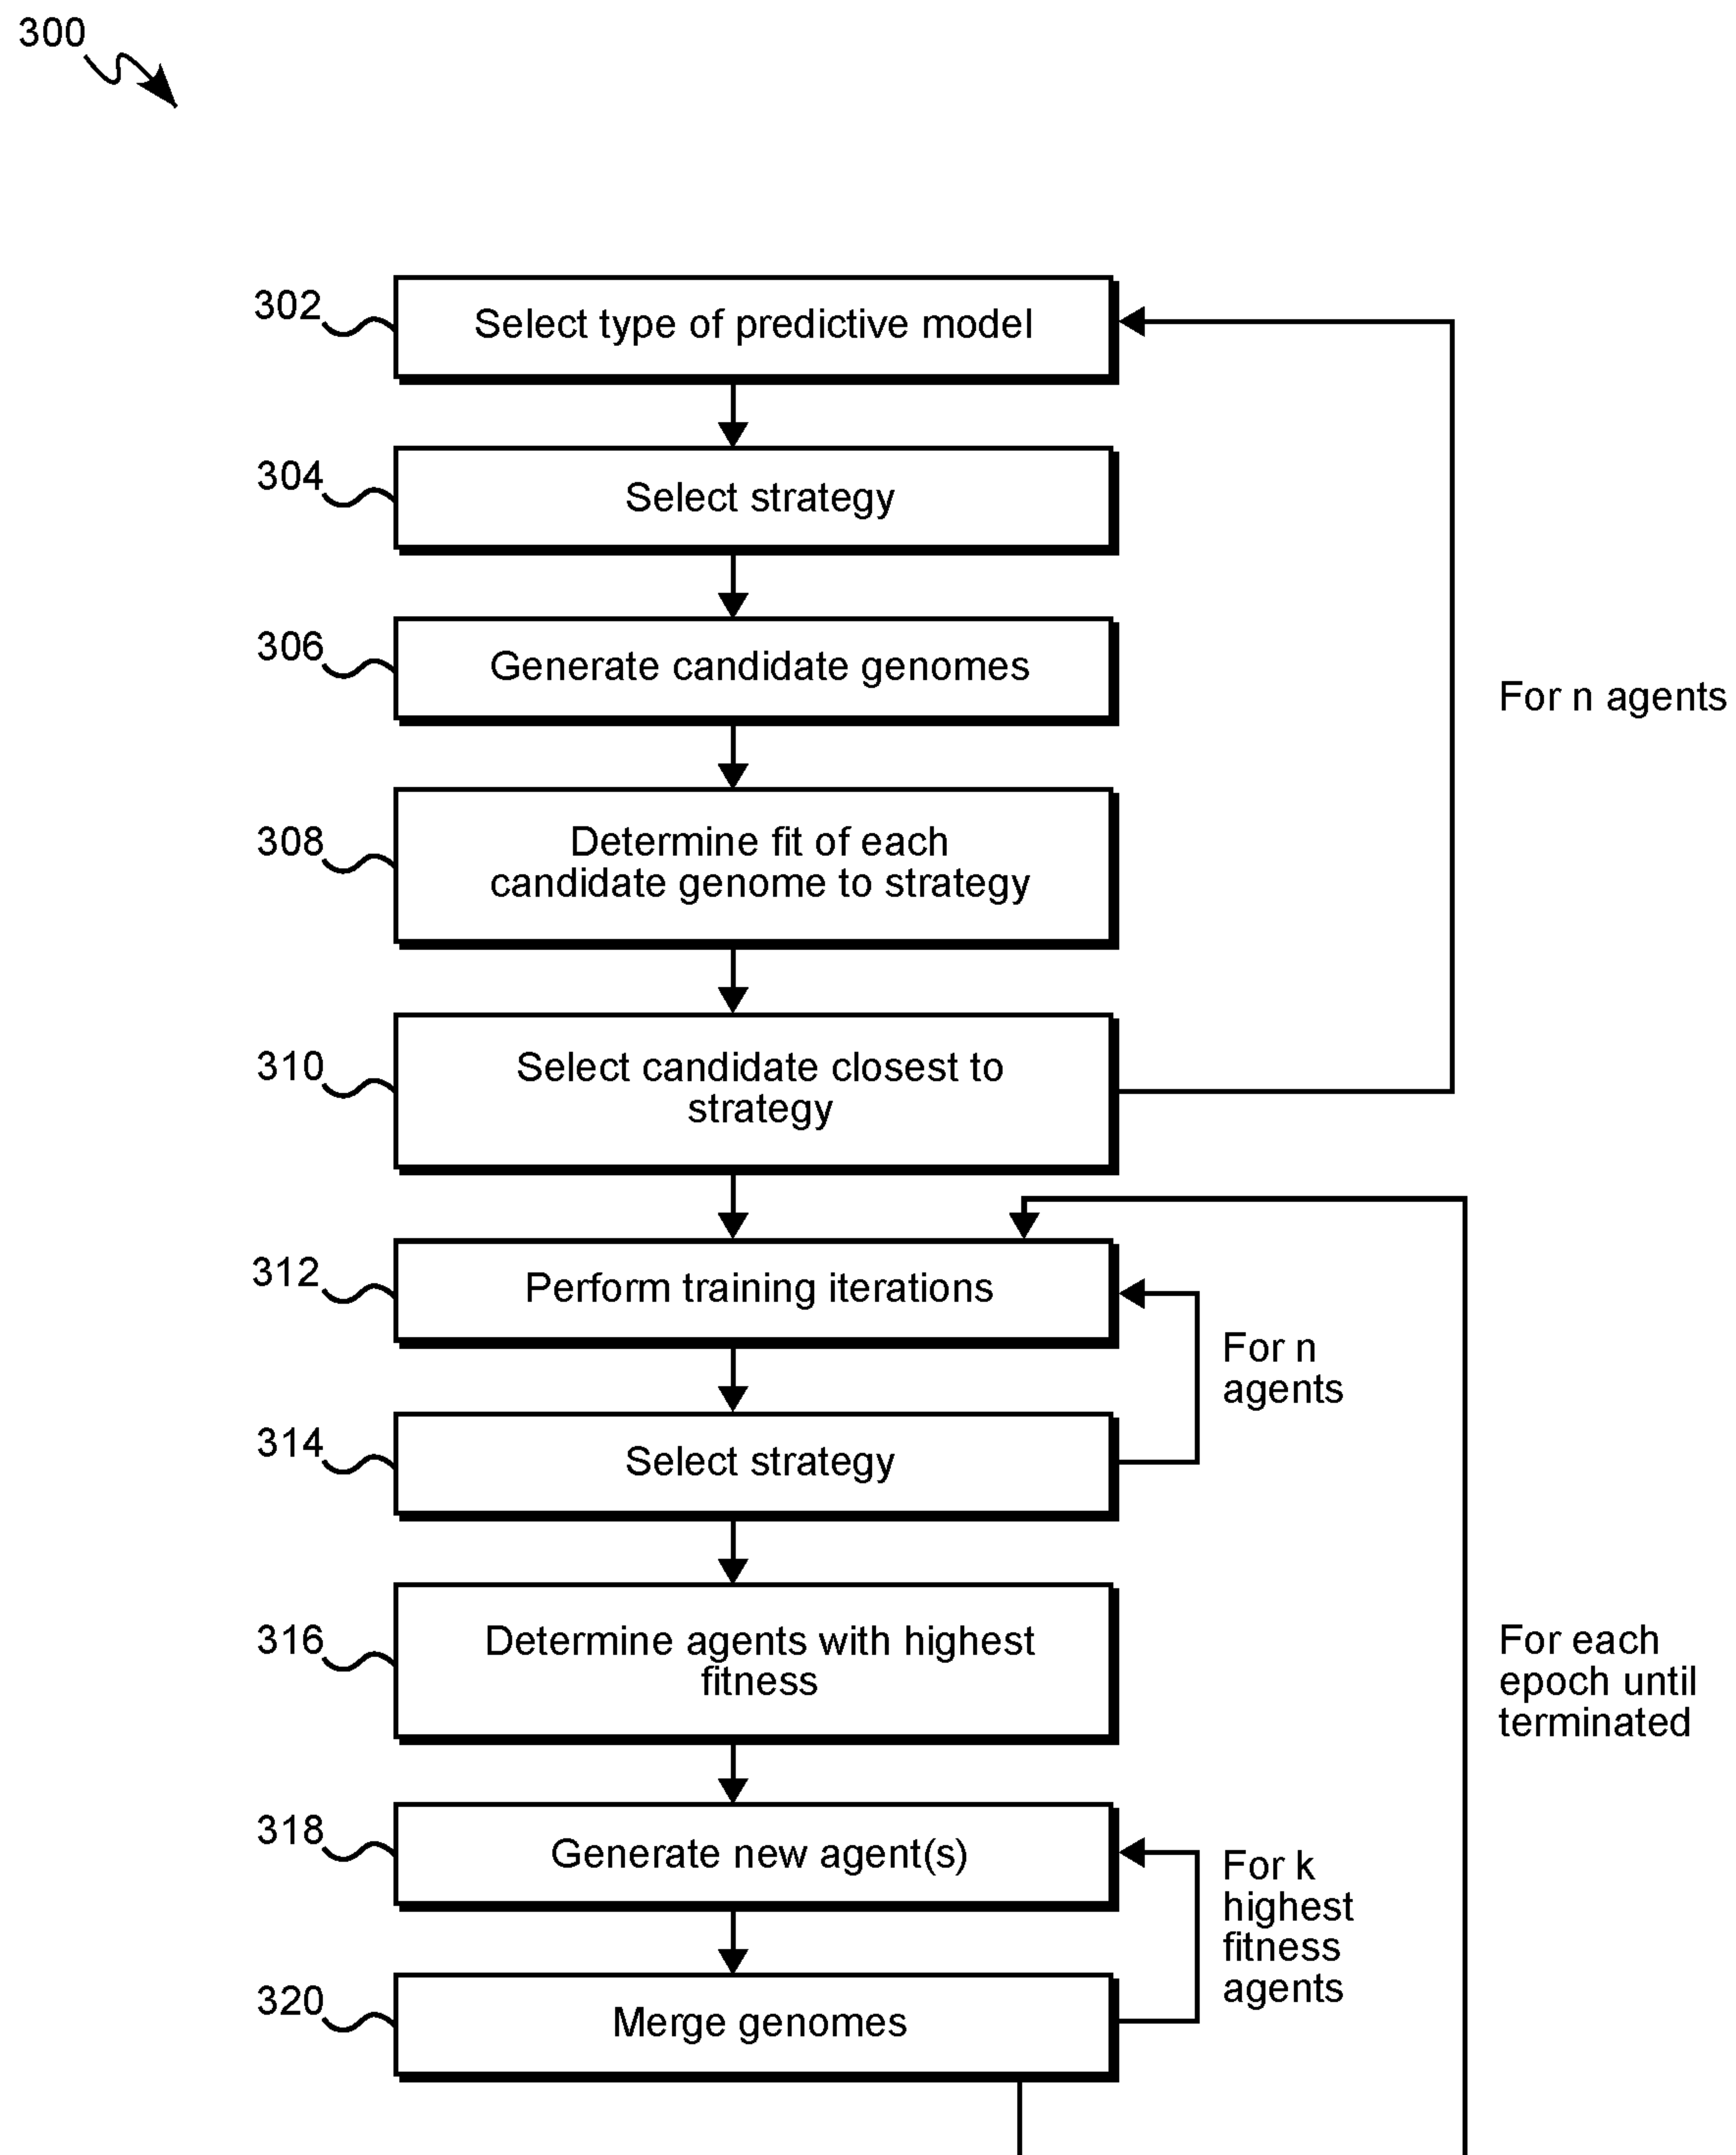 300
302
Select type of predictive model
304
Select strategy
306
Generate candidate genomes
For n agents
308
Determine fit of each
candidate genome to strategy
310
Select candidate closest to
strategy
312
Perform training iterations
For n
agents
314
Select strategy
316
Determine agents with highest
fitness
For each
epoch until
terminated
318
Generate new agent(s)
For k
highest
fitness
agents
320
Merge genomes